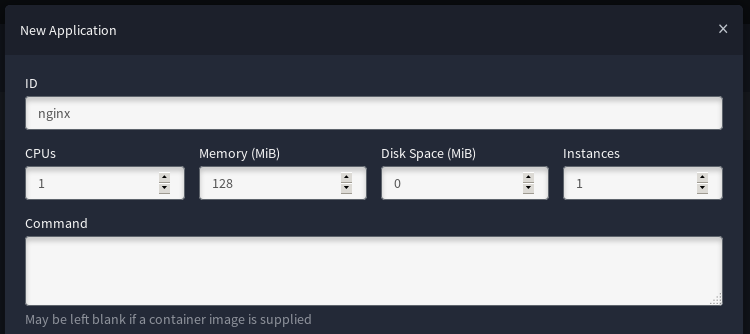 New Application ×
ID
nginx
CPUs Memory (MiB) Disk Space (MiB) Instances
1 128 0 1
Command
May be left blank if a container image is supplied